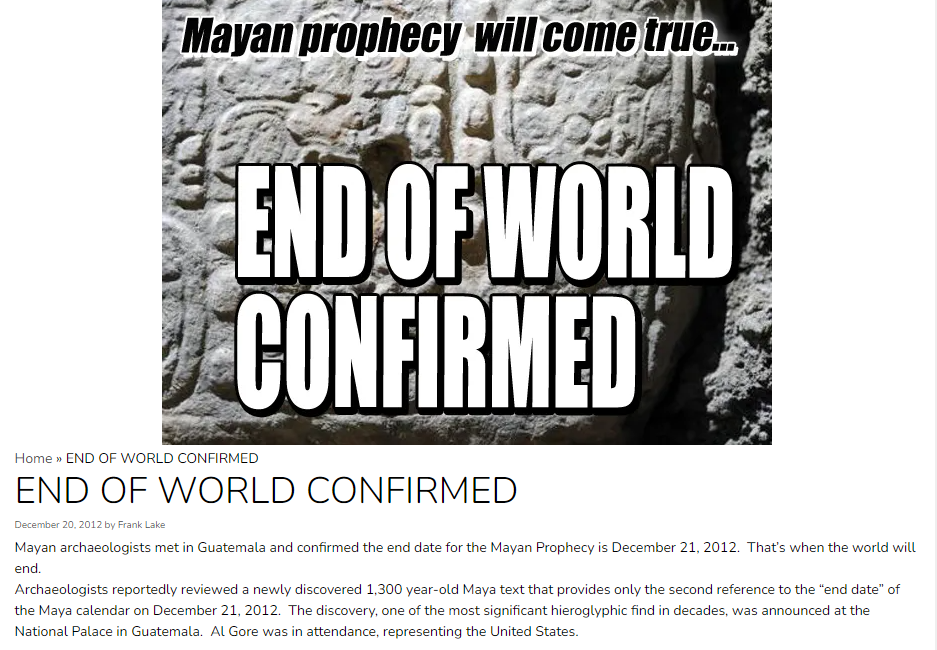 Mayan prophecy will come true...
END OF WORLD
CONFIRMED
Home » END OF WORLD CONFIRMED
END OF WORLD CONFIRMED
December 20, 2012 by Frank Lake
Mayan archaeologists met in Guatemala and confirmed the end date for the Mayan Prophecy is December 21, 2012.  That's when the world will
end.
Archaeologists reportedly reviewed a newly discovered 1,300 year-old Maya text that provides only the second reference to the “end date” of
the Maya calendar on December 21, 2012.  The discovery, one of the most significant hieroglyphic find in decades, was announced at the
National Palace in Guatemala.  Al Gore was in attendance, representing the United States.